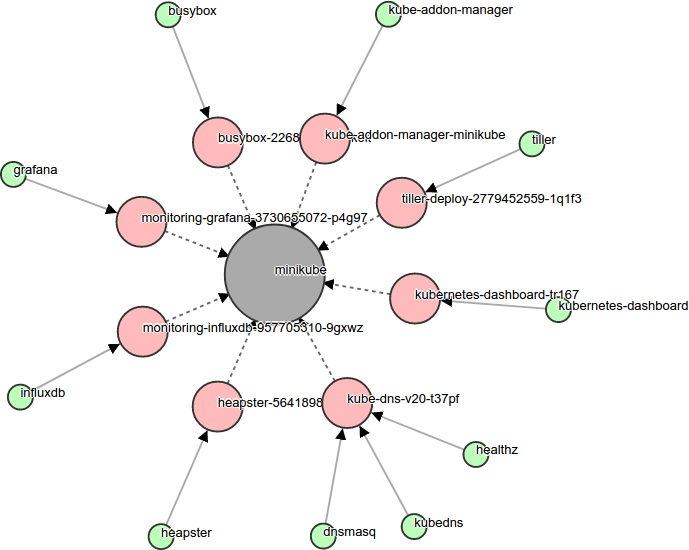 busybox
kube-addon-manager
busybox-2268
kube-addon-manager-minikube
tiller
grafana
tiller-deploy-2779452559-1q1f3
monitoring-grafana-3730655072-p4g97
minikube
kubernetes-dashboard-tr167
kubernetes-dashboard
monitoring-influxdb-957705310-9gxwz
influxdb
heapster-5641898
kube-dns-v20-t37pf
healthz
heapster
dnsmasq
kubedns